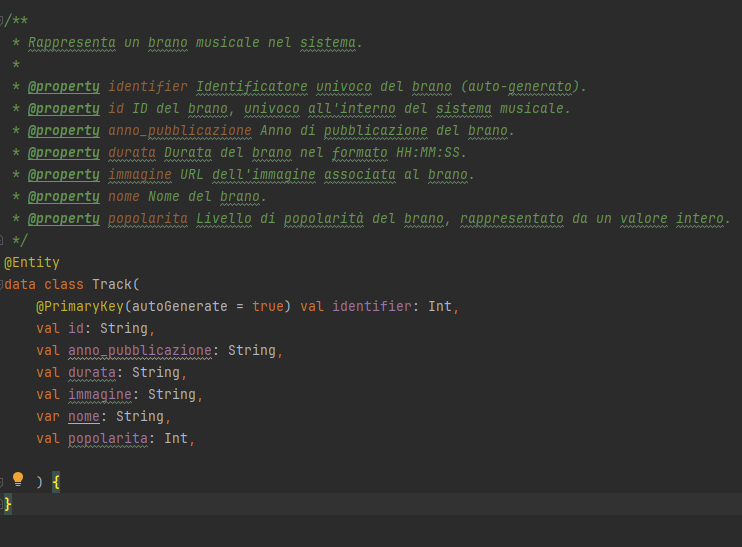 /**
* Rappresenta un brano musicale nel sistema.
*
* @property identifier Identificatore univoco del brano (auto-generato).
* @property id ID del brano, univoco all'interno del sistema musicale.
* @property anno_pubblicazione Anno di pubblicazione del brano.
* @property durata Durata del brano nel formato HH:MM:SS.
* @property immagine URL dell'immagine associata al brano.
* @property nome Nome del brano.
* @property popolarita Livello di popolarità del brano, rappresentato da un valore intero.
*/
@Entity
data class Track(
@PrimaryKey(autoGenerate = true) val identifier: Int,
val id: String,
val anno_pubblicazione: String,
val durata: String,
val immagine: String,
var nome: String,
val popolarita: Int,
) {
}